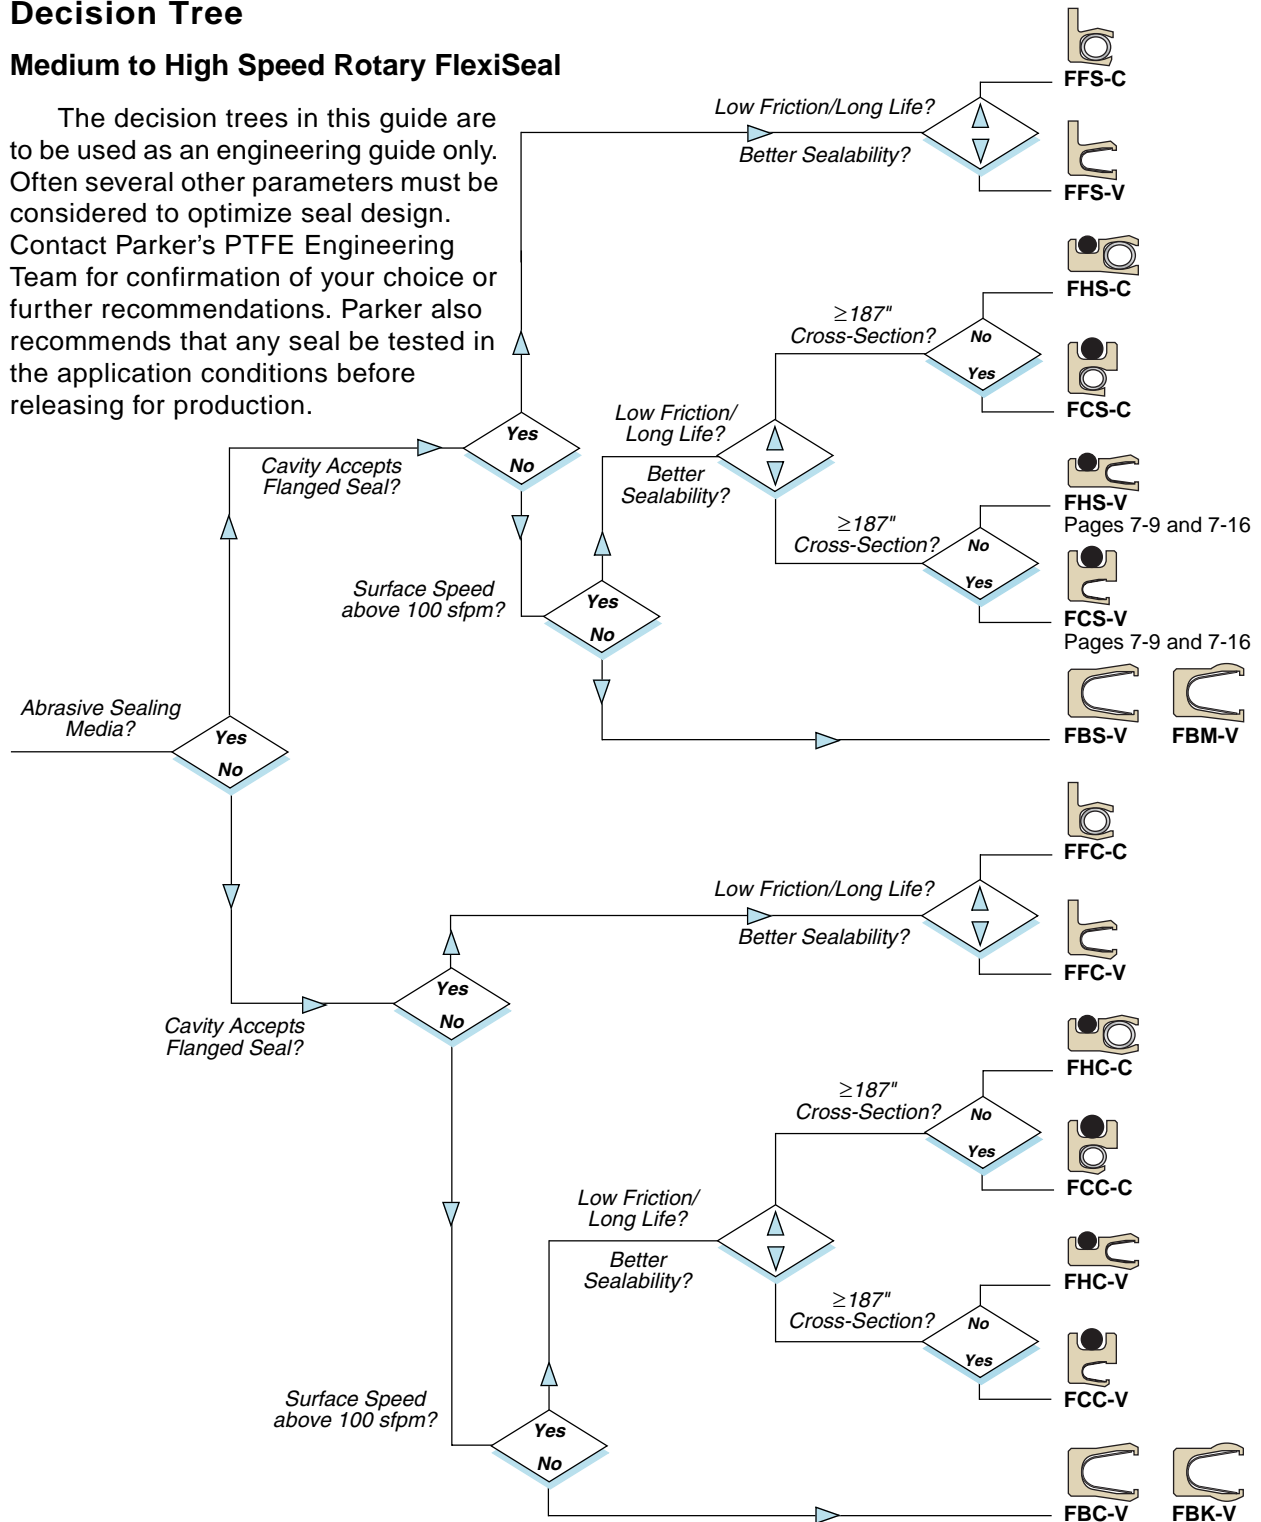 Decision Tree
Medium to High Speed Rotary FlexiSeal
The decision trees in this guide are
to be used as an engineering guide only.
Often several other parameters must be
considered to optimize seal design.
Contact Parker's PTFE Engineering
Team for confirmation of your choice or
further recommendations. Parker also
recommends that any seal be tested in
the application conditions before
releasing for production.
FFS-C
Low Friction/Long Life?
Better Sealability?
FFS-V
FHS-C
≥187"
Cross-Section?
No
Yes
FCS-C
Low Friction/
Long Life?
Better
Sealability?
Yes
No
Cavity Accepts
Flanged Seal?
FHS-V
Pages 7-9 and 7-16
≥187"
Cross-Section?
No
Yes
FCS-V
Pages 7-9 and 7-16
Surface Speed
above 100 sfpm?
Yes
No
FBS-V
FBM-V
Abrasive Sealing
Media?
Yes
No
FFC-C
Low Friction/Long Life?
Better Sealability?
FFC-V
Yes
No
Cavity Accepts
Flanged Seal?
FHC-C
≥187"
Cross-Section?
No
Yes
FCC-C
Low Friction/
Long Life?
Better
Sealability?
FHC-V
≥187"
Cross-Section?
No
Yes
FCC-V
Surface Speed
above 100 sfpm?
Yes
No
FBC-V
FBK-V